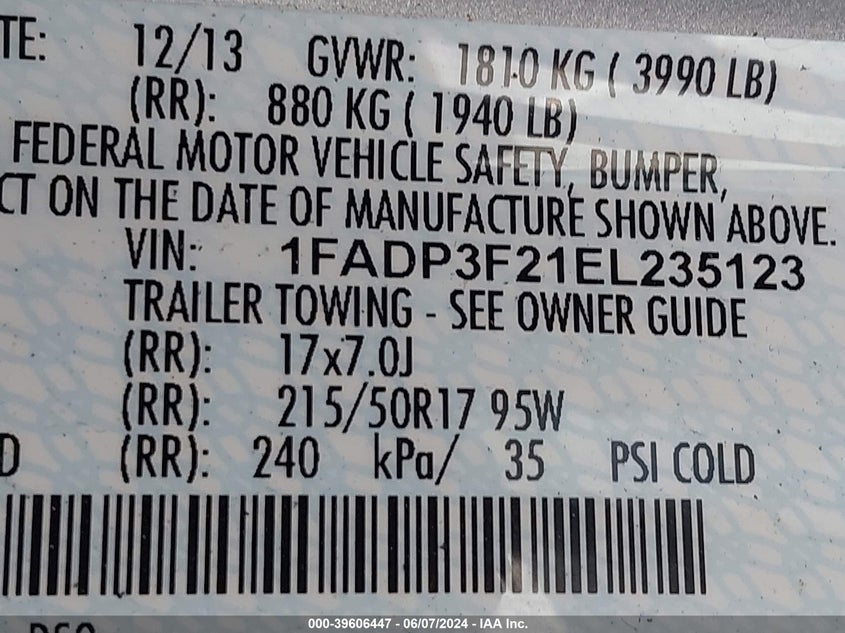 TE: 12/13 GVWR: 1810 KG ( 3990 LB)
(RR): 880 KG ( 1940 LB)
FEDERAL MOTOR VEHICLE SAFETY, BUMPER,
CT ON THE DATE OF MANUFACTURE SHOWN ABOVE.
VIN: 1FADP3F21EL235123
TRAILER TOWING - SEE OWNER GUIDE
(RR): 17x7.0J
(RR): 215/50R17 95W
D (RR): 240 kPa/ 35 PSI COLD
000-39606447 - 06/07/2024 - IAA Inc.